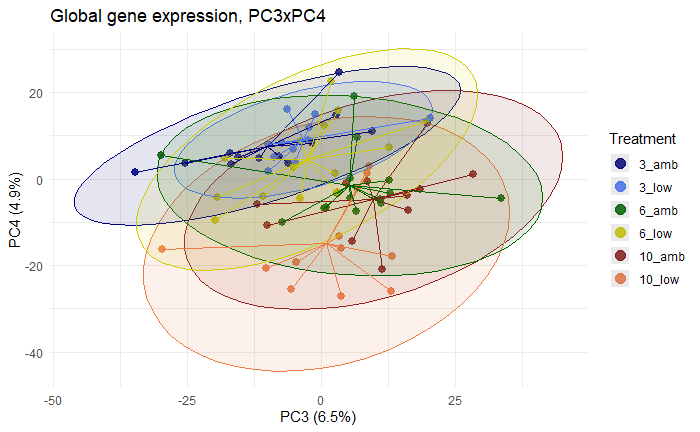 Global gene expression, PC3xPC4
20
0
-20
-40
PC4 (4.9%)
-50
-25
0
25
PC3 (6.5%)
Treatment
3_amb
3_low
6_amb
6_low
10_amb
10_low